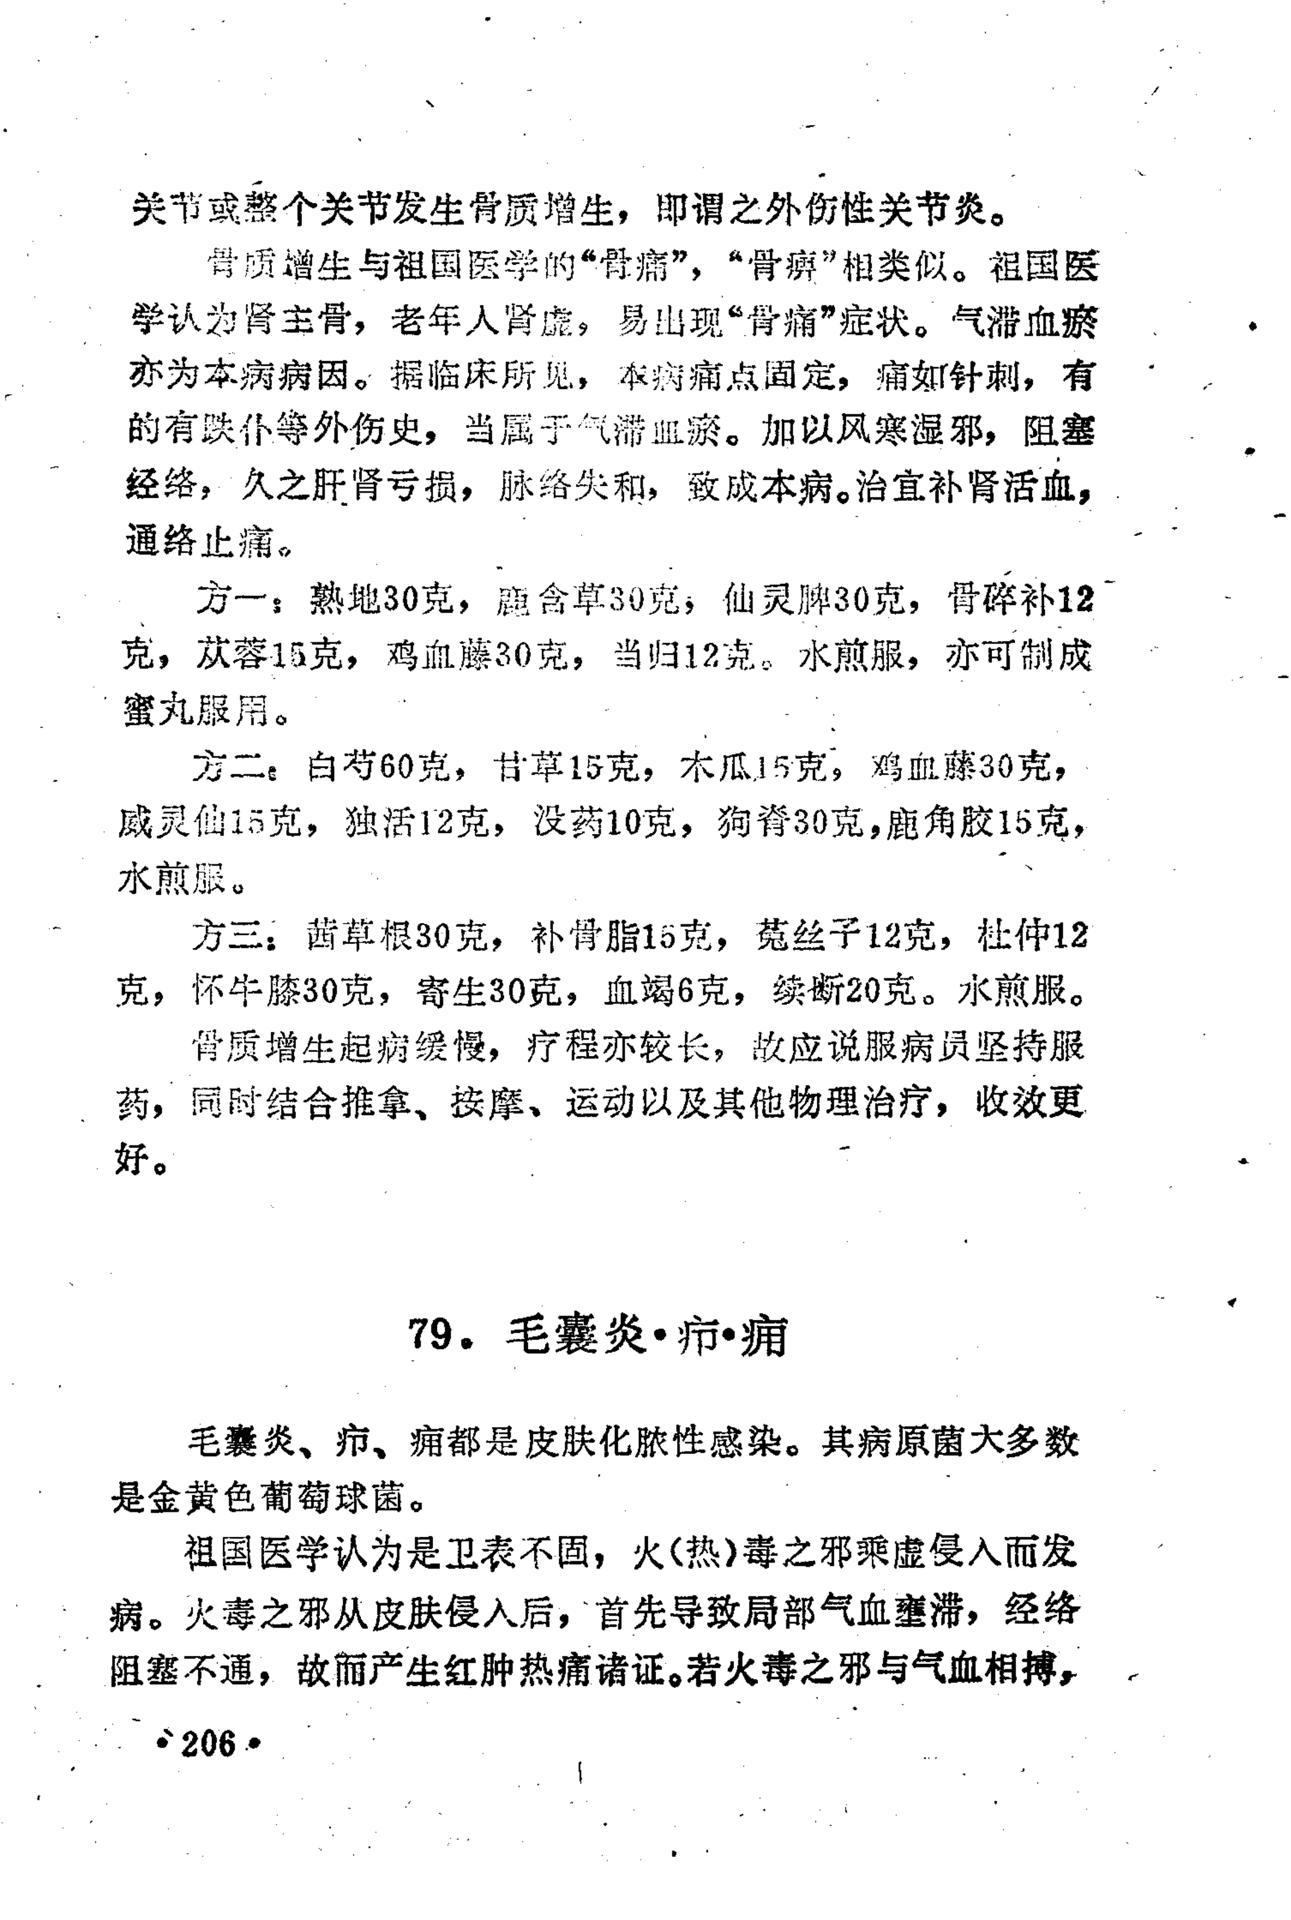 关节或整个关节发生骨质增生，即谓之外伤性关节炎。
骨质增生与祖国医学的“骨痛”，“骨痹”相类似。祖国医
学认为肾主骨，老年人肾虚，易出现“骨痛”症状。气滞血瘀
亦为本病病因。据临床所见，本病痛点固定，痛如针刺，有
的有跌仆等外伤史，当属于气滞血瘀。加以风寒湿邪，阻塞
经络，久之肝肾亏损，脉络失和，致成本病。治宜补肾活血，
通络止痛。
方一：熟地30克，鹿含草30克，仙灵脾30克，骨碎补12
克，苁蓉15克，鸡血藤30克，当归12克。水煎服，亦可制成
蜜丸服用。
方二：白芍60克，甘草15克，木瓜15克，鸡血藤30克，
威灵仙15克，独活12克，没药10克，狗脊30克，鹿角胶15克，
水煎服。
方三：茜草根30克，补骨脂15克，菟丝子12克，杜仲12
克，怀牛膝30克，寄生30克，血竭6克，续断20克。水煎服。
骨质增生起病缓慢，疗程亦较长，故应说服病员坚持服
药，同时结合推拿、按摩、运动以及其他物理治疗，收效更
好。
79. 毛囊炎·疖·痈
毛囊炎、疖、痈都是皮肤化脓性感染。其病原菌大多数
是金黄色葡萄球菌。
祖国医学认为是卫表不固，火(热)毒之邪乘虚侵入而发
病。火毒之邪从皮肤侵入后，首先导致局部气血壅滞，经络
阻塞不通，故而产生红肿热痛诸证。若火毒之邪与气血相搏，
·206·